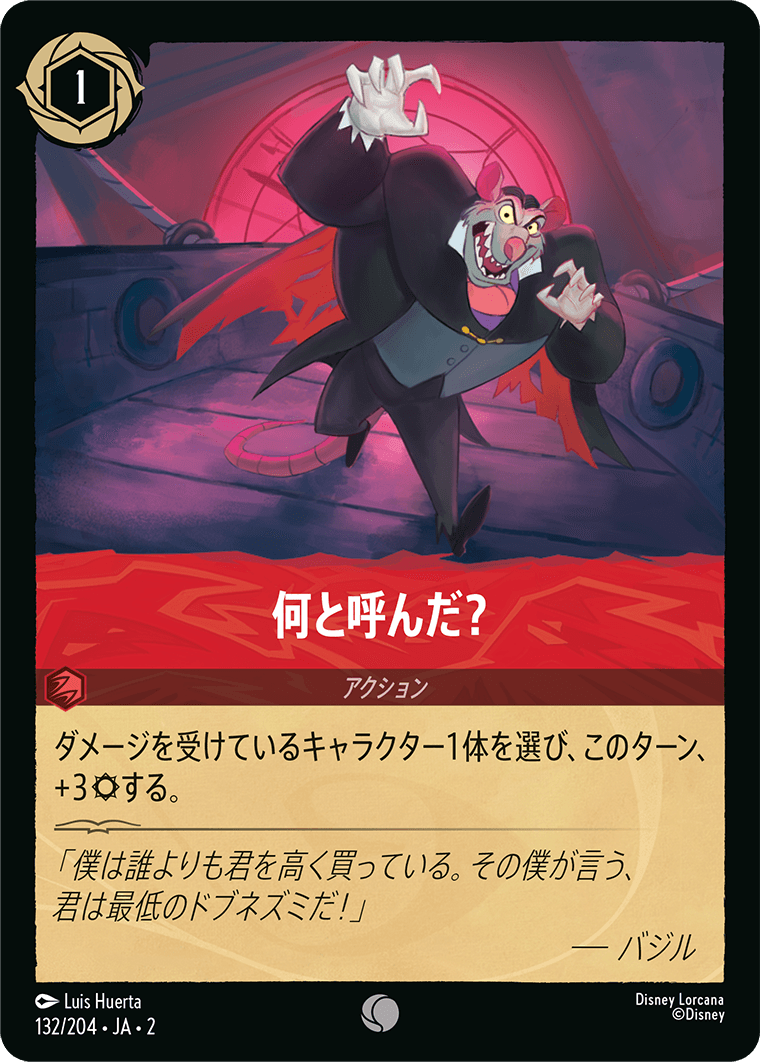 1
何と呼んだ?
アクション
ダメージを受けているキャラクター1体を選び、このターン、
+3する。
「僕は誰よりも君を高く買っている。その僕が言う、
君は最低のドブネズミだ!」
― バジル
Luis Huerta
132/204・JA・2
Disney Lorcana
©Disney